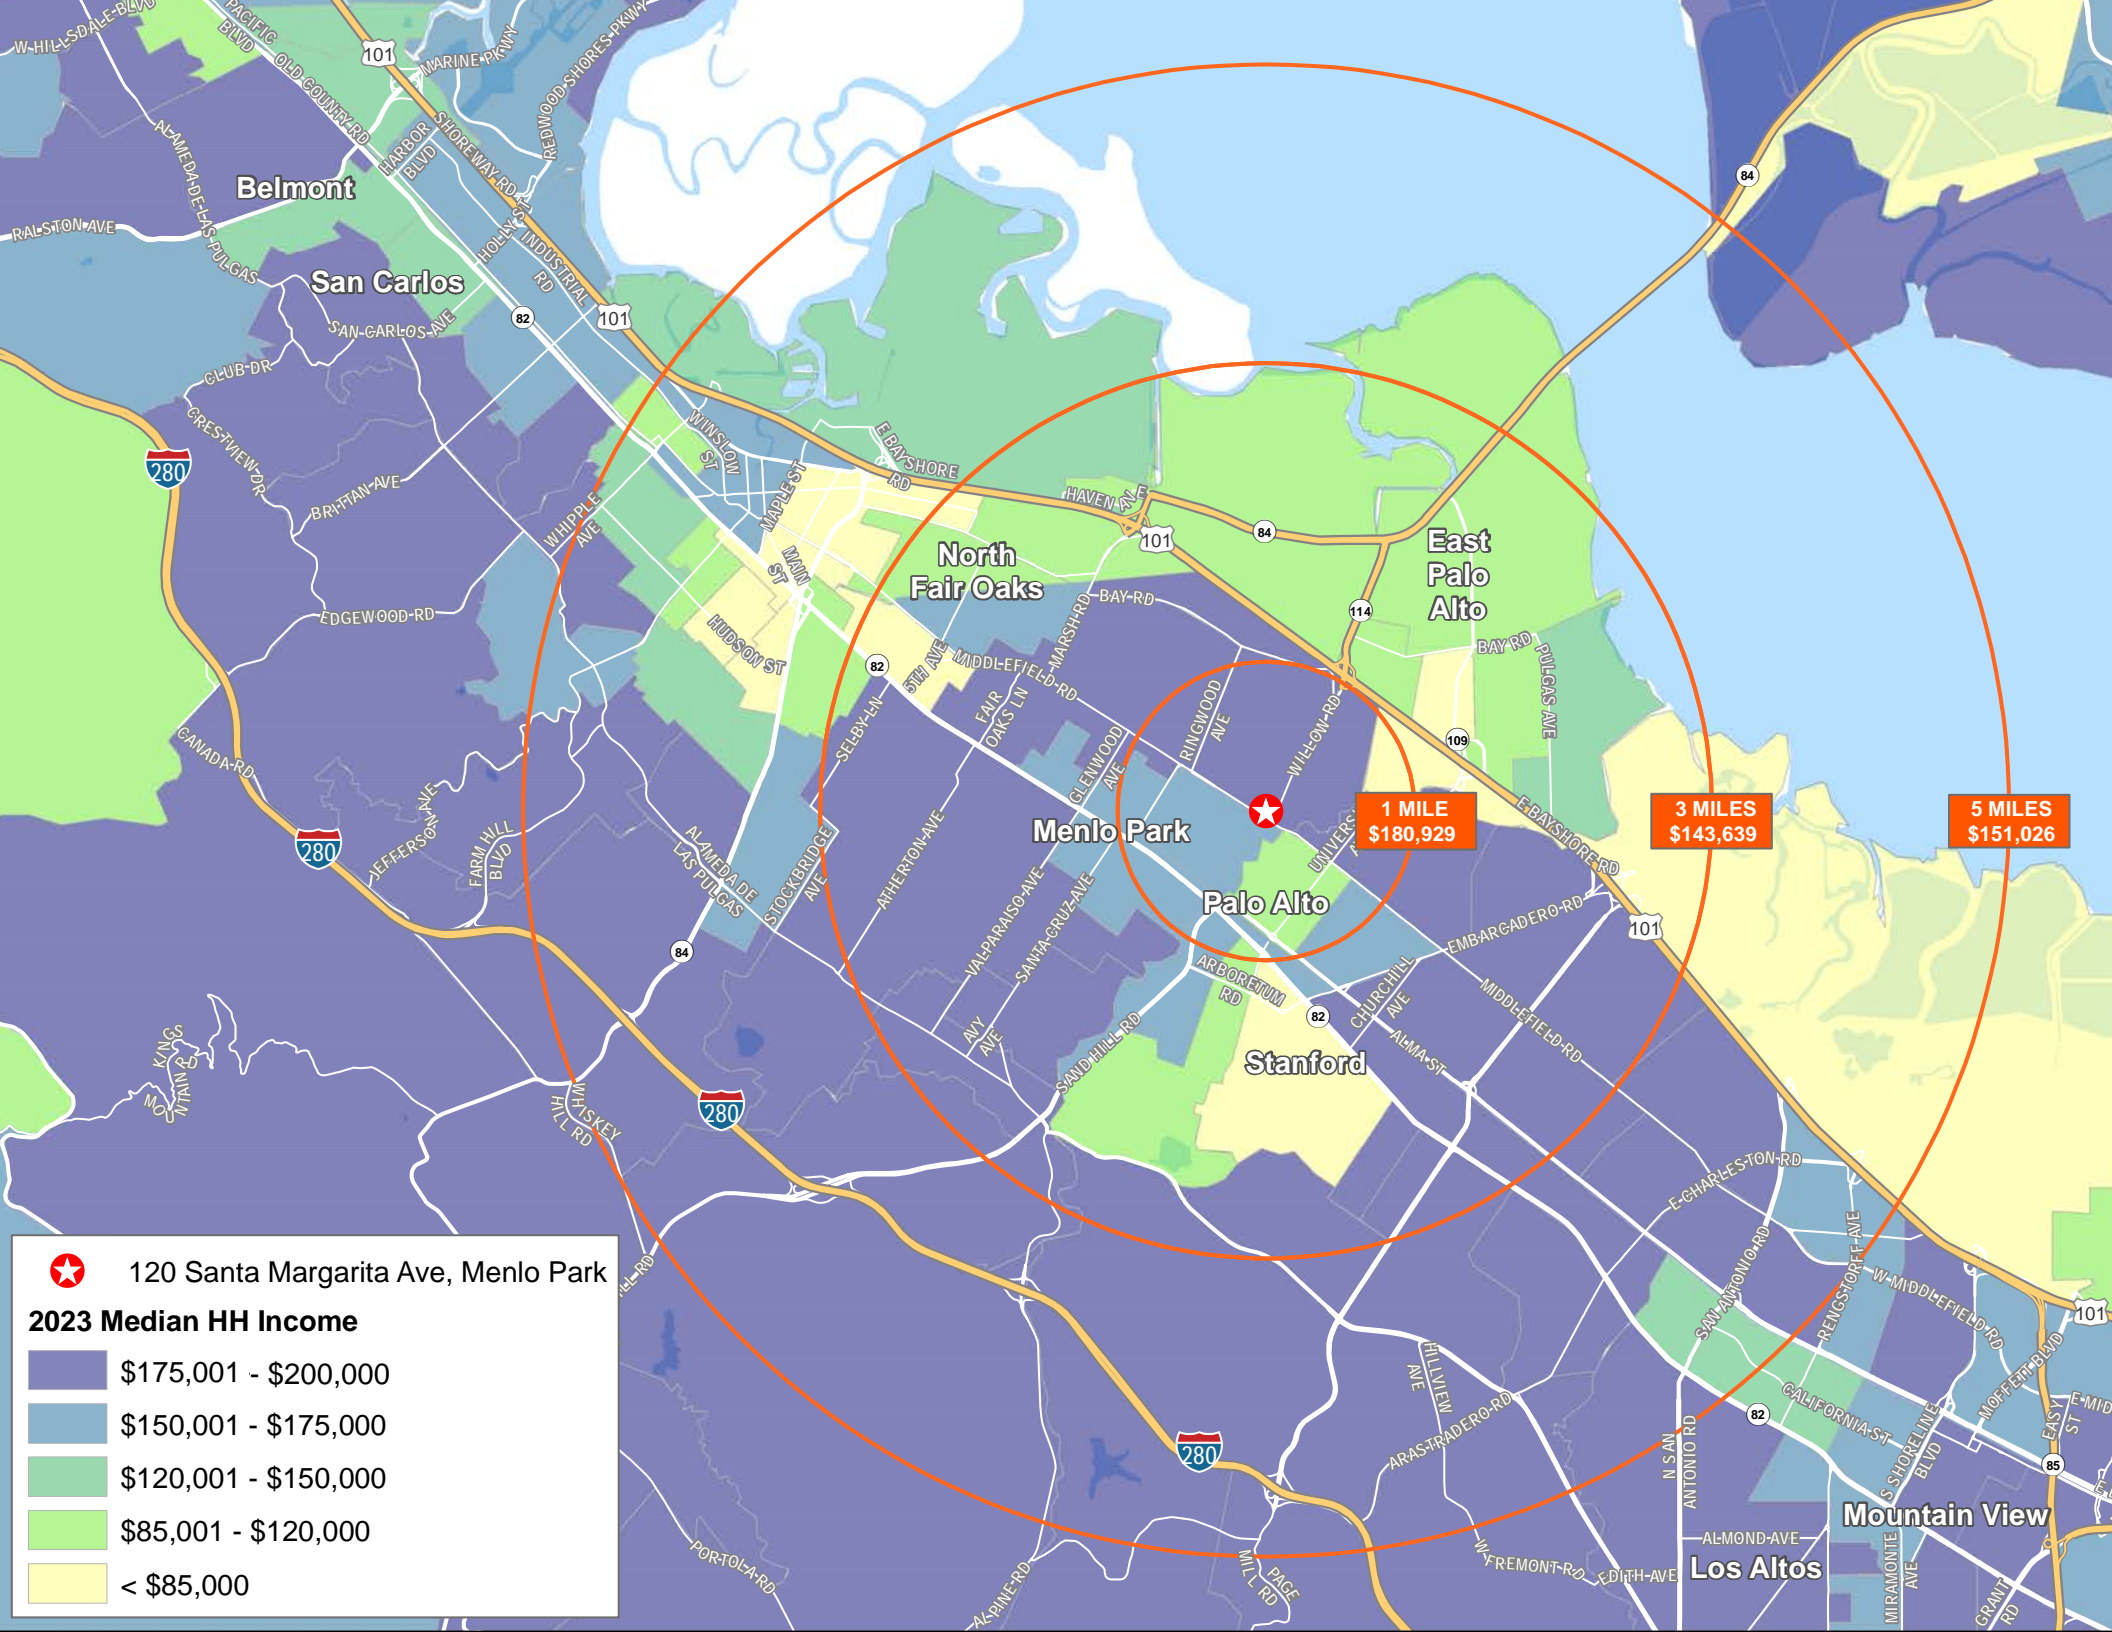 W HILLSDALE BLVD
PACIFIC
BLVD
OLD COUNTY RD
101
MARINE PKWY
REDWOOD SHORES PKWY
SHOREWAY RD
HARBOR
BLVD
ALAMEDA DE LAS PULGAS
Belmont
RALSTON AVE
HOLLY ST
INDUSTRIAL
RD
84
San Carlos
SAN CARLOS AVE
82
101
CLUB DR
CRESTVIEW DR
280
BRITTAN AVE
WINSLOW
ST
MAPLE ST
E BAYSHORE
RD
HAVEN AVE
WHIPPLE
AVE
101
84
MAIN
ST
North
Fair Oaks
East
Palo
Alto
EDGEWOOD RD
BAY RD
MARSH RD
114
HUDSON ST
82
5TH AVE
MIDDLEFIELD RD
BAY RD
PULGAS AVE
FAIR
OAKS LN
SELBY LN
RINGWOOD
AVE
WILLOW RD
109
CANADA RD
GLENWOOD
AVE
JEFFERSON AVE
FARM HILL
BLVD
280
ALAMEDA DE
LAS PULGAS
STOCKBRIDGE
AVE
ATHERTON AVE
Menlo Park
UNIVERS
1 MILE
$180,929
E BAYSHORE RD
3 MILES
$143,639
5 MILES
$151,026
VALPARAISO AVE
SANTA CRUZ AVE
Palo Alto
EMBARCADERO RD
101
84
ARBORETUM
RD
CHURCHILL
AVE
MIDDLEFIELD RD
82
AVY
AVE
SAND HILL RD
ALMA ST
Stanford
KINGS
MOUNTAIN RD
WHISKEY
HILL RD
280
E CHARLESTON RD
SAN ANTONIO RD
RENGSTORFF AVE
W MIDDLEFIELD RD
101
MOFFETT BLVD
HILLVIEW
AVE
ARASTRADERO RD
82
CALIFORNIA ST
EASY
ST
E MID
280
N SAN
ANTONIO RD
S SHORELINE
BLVD
85
Mountain View
PORTOLA RD
ALPINE RD
PAGE
MILL RD
W FREMONT RD
EDITH AVE
ALMOND AVE
Los Altos
MIRAMONTE
AVE
GRANT
RD
120 Santa Margarita Ave, Menlo Park
2023 Median HH Income
$175,001 - $200,000
$150,001 - $175,000
$120,001 - $150,000
$85,001 - $120,000
< $85,000